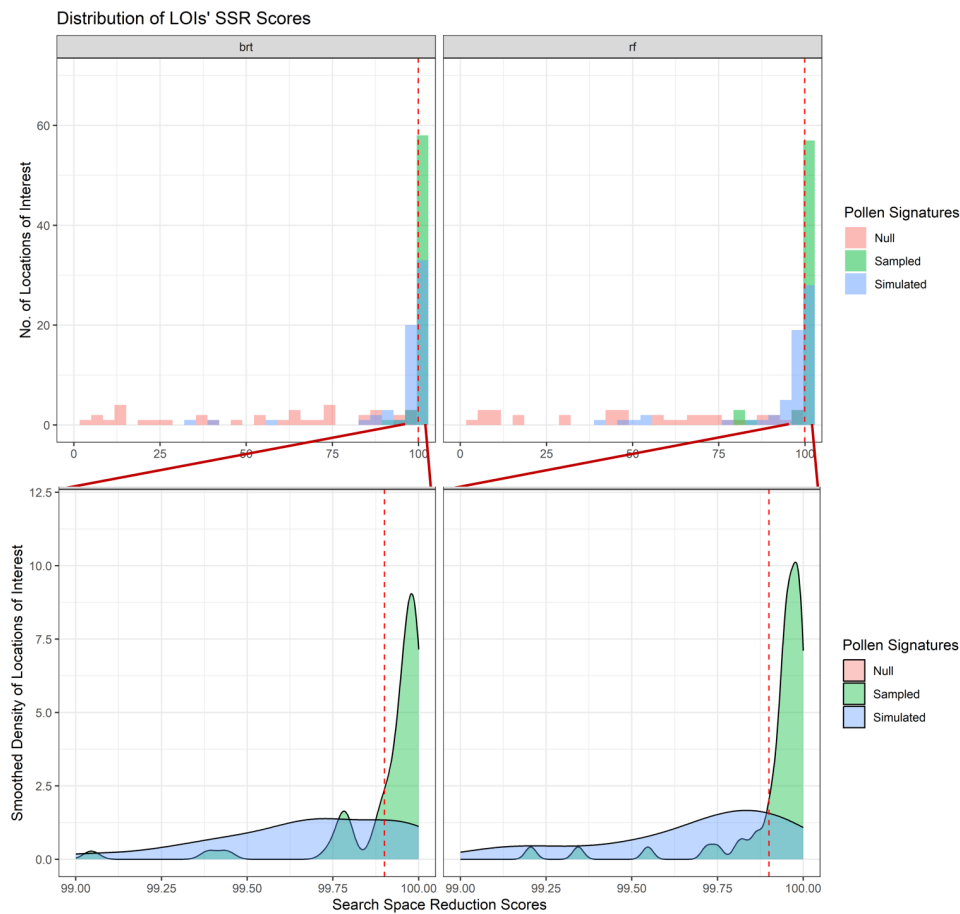 Distribution of LOIs' SSR Scores
brt
rf
No. of Locations of Interest
60
40
20
0
0
25
50
75
100
0
25
50
75
100
Pollen Signatures
Null
Sampled
Simulated
Smoothed Density of Locations of Interest
12.5
10.0
7.5
5.0
2.5
0.0
99.00
99.25
99.50
99.75
100.00
99.00
99.25
99.50
99.75
100.00
Search Space Reduction Scores
Pollen Signatures
Null
Sampled
Simulated